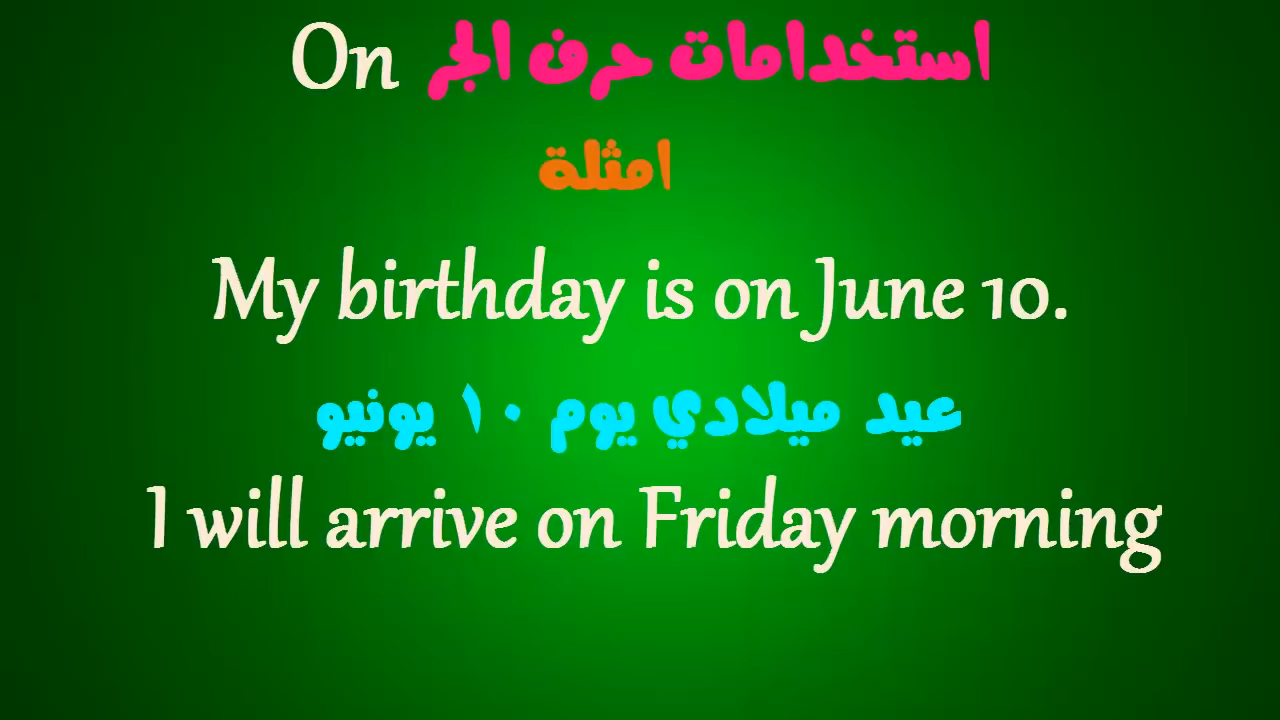 استخدامات حرف الجر On
امثلة
My birthday is on June 10.
عيد ميلادي يوم ١٠ يونيو
I will arrive on Friday morning